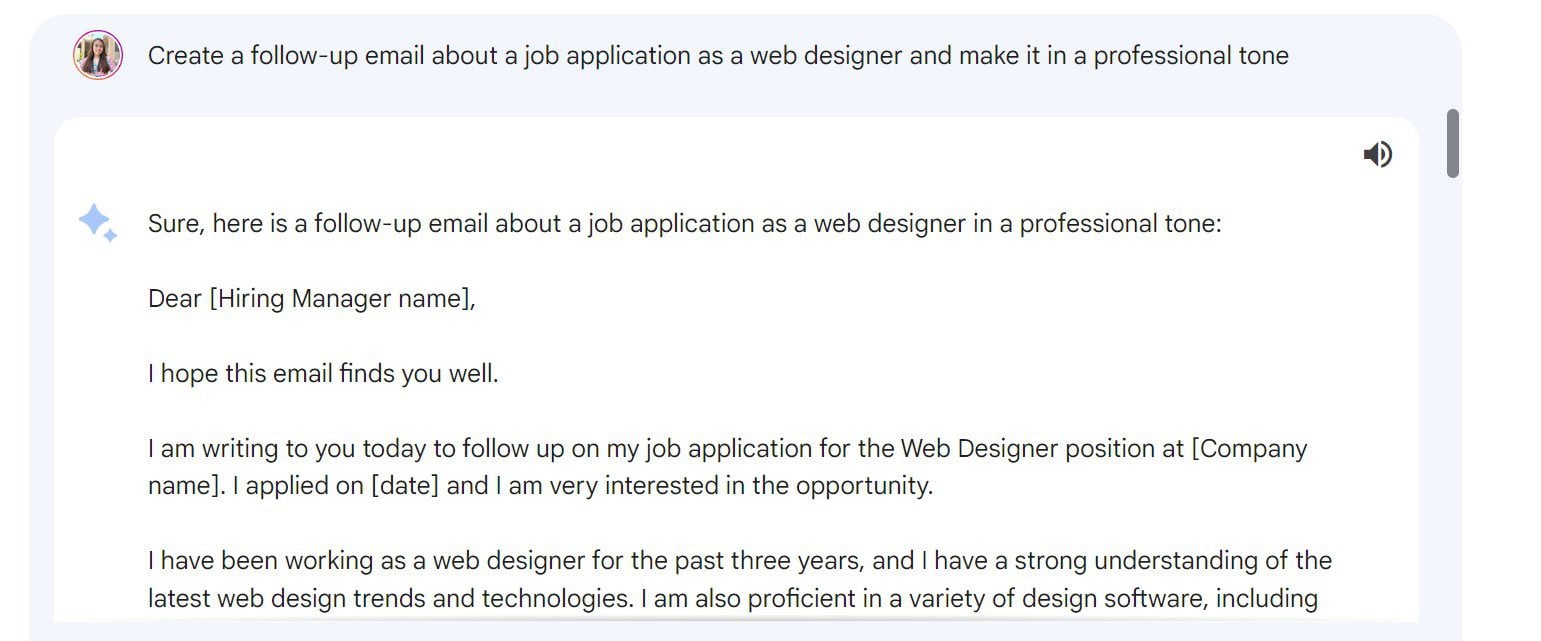 Create a follow-up email about a job application as a web designer and make it in a professional tone
Sure, here is a follow-up email about a job application as a web designer in a professional tone:
Dear [Hiring Manager name],
I hope this email finds you well.
I am writing to you today to follow up on my job application for the Web Designer position at [Company
name]. I applied on [date] and I am very interested in the opportunity.
I have been working as a web designer for the past three years, and I have a strong understanding of the
latest web design trends and technologies. I am also proficient in a variety of design software, including